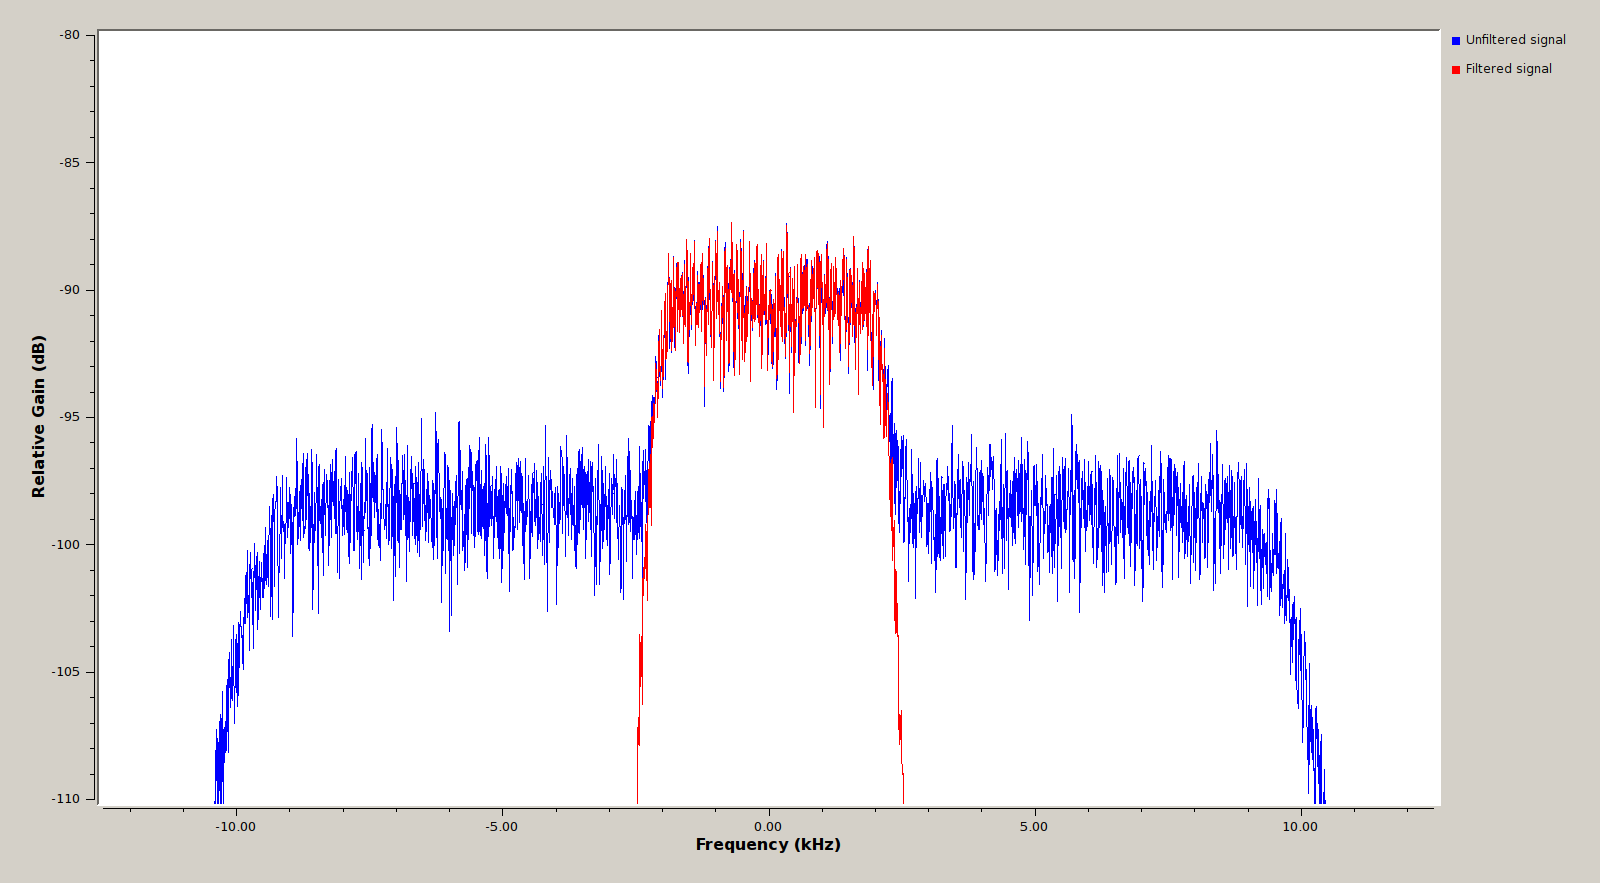 Unfiltered signal
Filtered signal
Relative Gain (dB)
-80
-85
-90
-95
-100
-105
-110
-10.00 -5.00 0.00 5.00 10.00
Frequency (kHz)